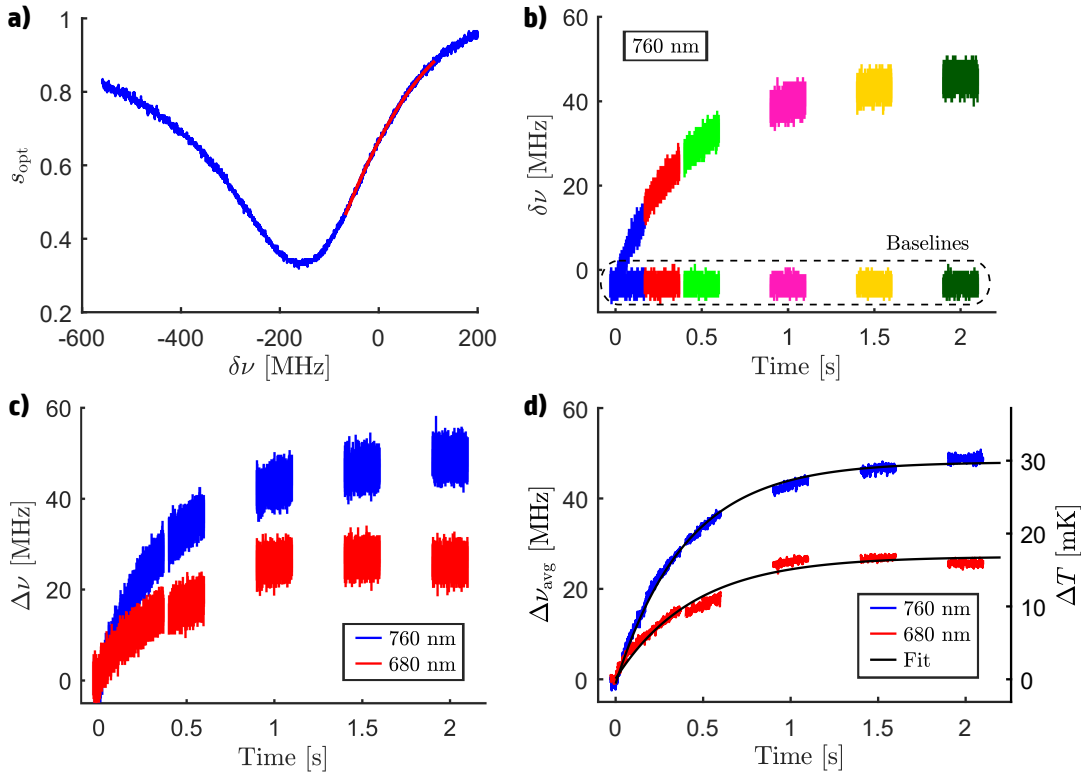 a)
1
0.8
0.6
0.4
0.2
s_opt
-600 -400 -200 0 200
δν [MHz]
b)
60
40
20
0
δν [MHz]
760 nm
Baselines
0 0.5 1 1.5 2
Time [s]
c)
60
40
20
0
Δν [MHz]
760 nm
680 nm
0 0.5 1 1.5 2
Time [s]
d)
60
40
20
0
Δν_avg [MHz]
30
20
10
0
ΔT [mK]
760 nm
680 nm
Fit
0 0.5 1 1.5 2
Time [s]